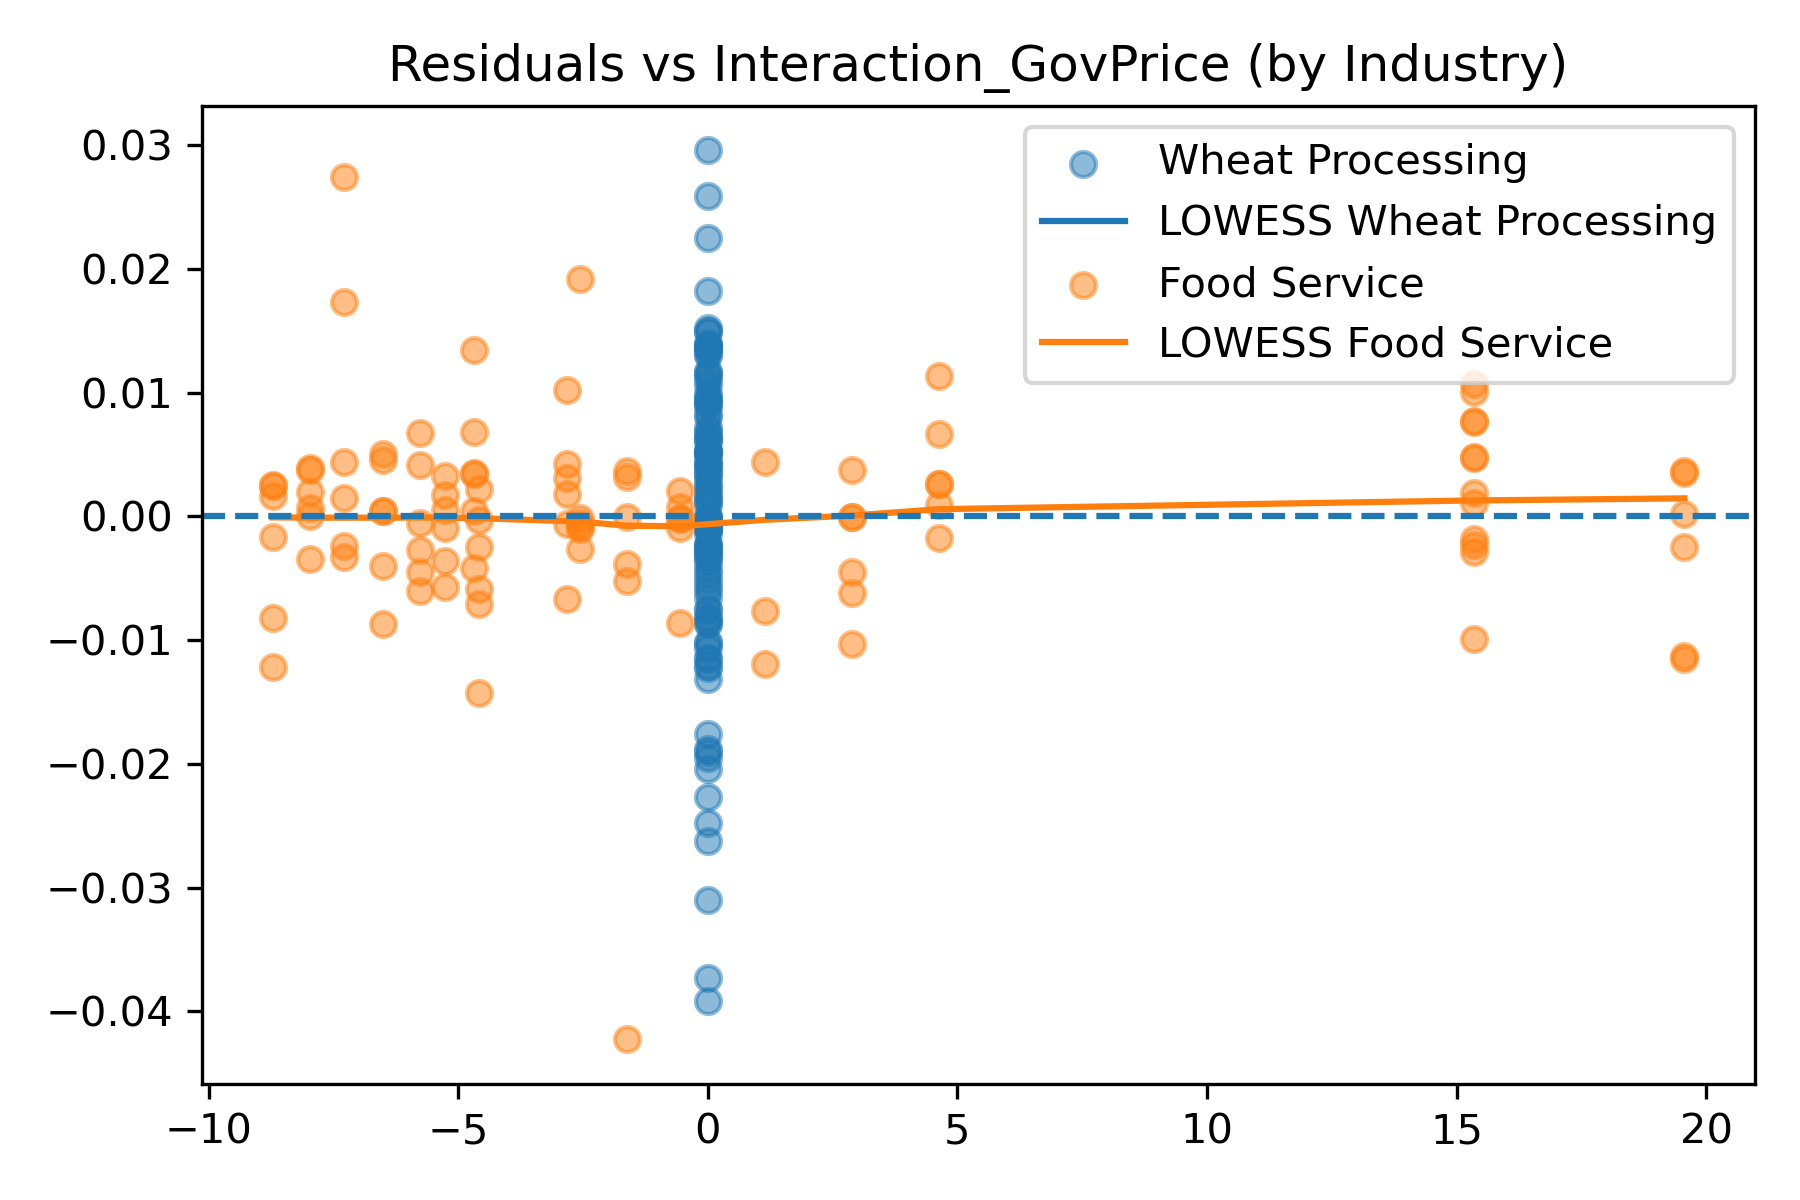 Residuals vs Interaction_GovPrice (by Industry)
Wheat Processing
LOWESS Wheat Processing
Food Service
LOWESS Food Service
0.03
0.02
0.01
0.00
−0.01
−0.02
−0.03
−0.04
−10 −5 0 5 10 15 20